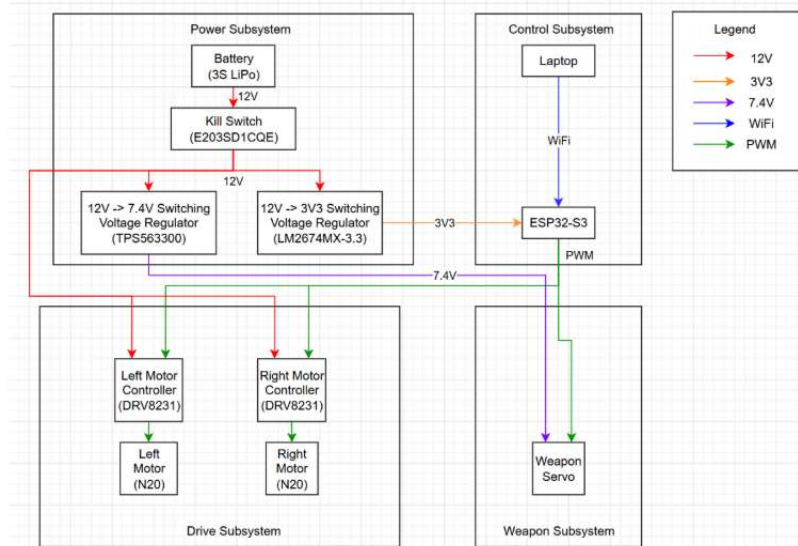 Power Subsystem
Battery
(3S LiPo)
12V
Kill Switch
(E203SD1CQE)
12V
12V -> 7.4V Switching
Voltage Regulator
(TPS563300)
12V -> 3V3 Switching
Voltage Regulator
(LM2674MX-3.3)
3V3
7.4V
Control Subsystem
Laptop
WiFi
ESP32-S3
PWM
Legend
12V
3V3
7.4V
WiFi
PWM
Left Motor
Controller
(DRV8231)
Right Motor
Controller
(DRV8231)
Left
Motor
(N20)
Right
Motor
(N20)
Drive Subsystem
Weapon
Servo
Weapon Subsystem